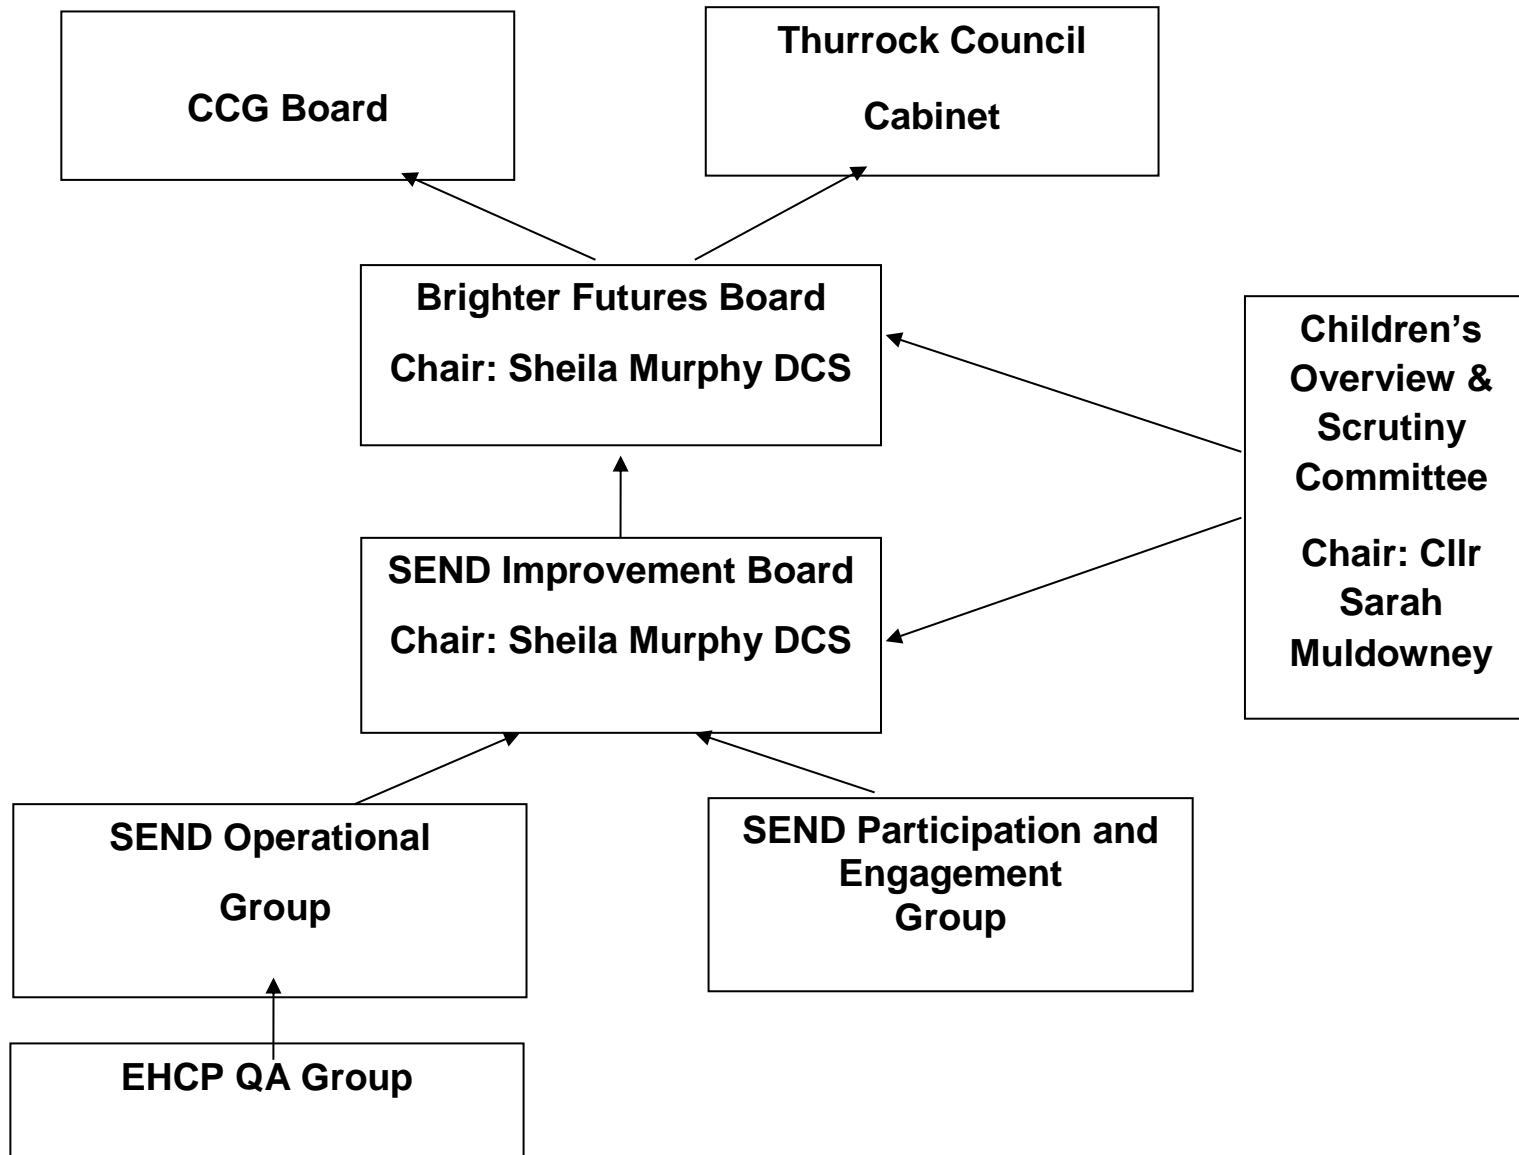 CCG Board
Thurrock Council
Cabinet
Brighter Futures Board
Chair: Sheila Murphy DCS
Children’s
Overview &
Scrutiny
Committee
Chair: Cllr
Sarah
Muldowney
SEND Improvement Board
Chair: Sheila Murphy DCS
SEND Operational
Group
SEND Participation and
Engagement
Group
EHCP QA Group